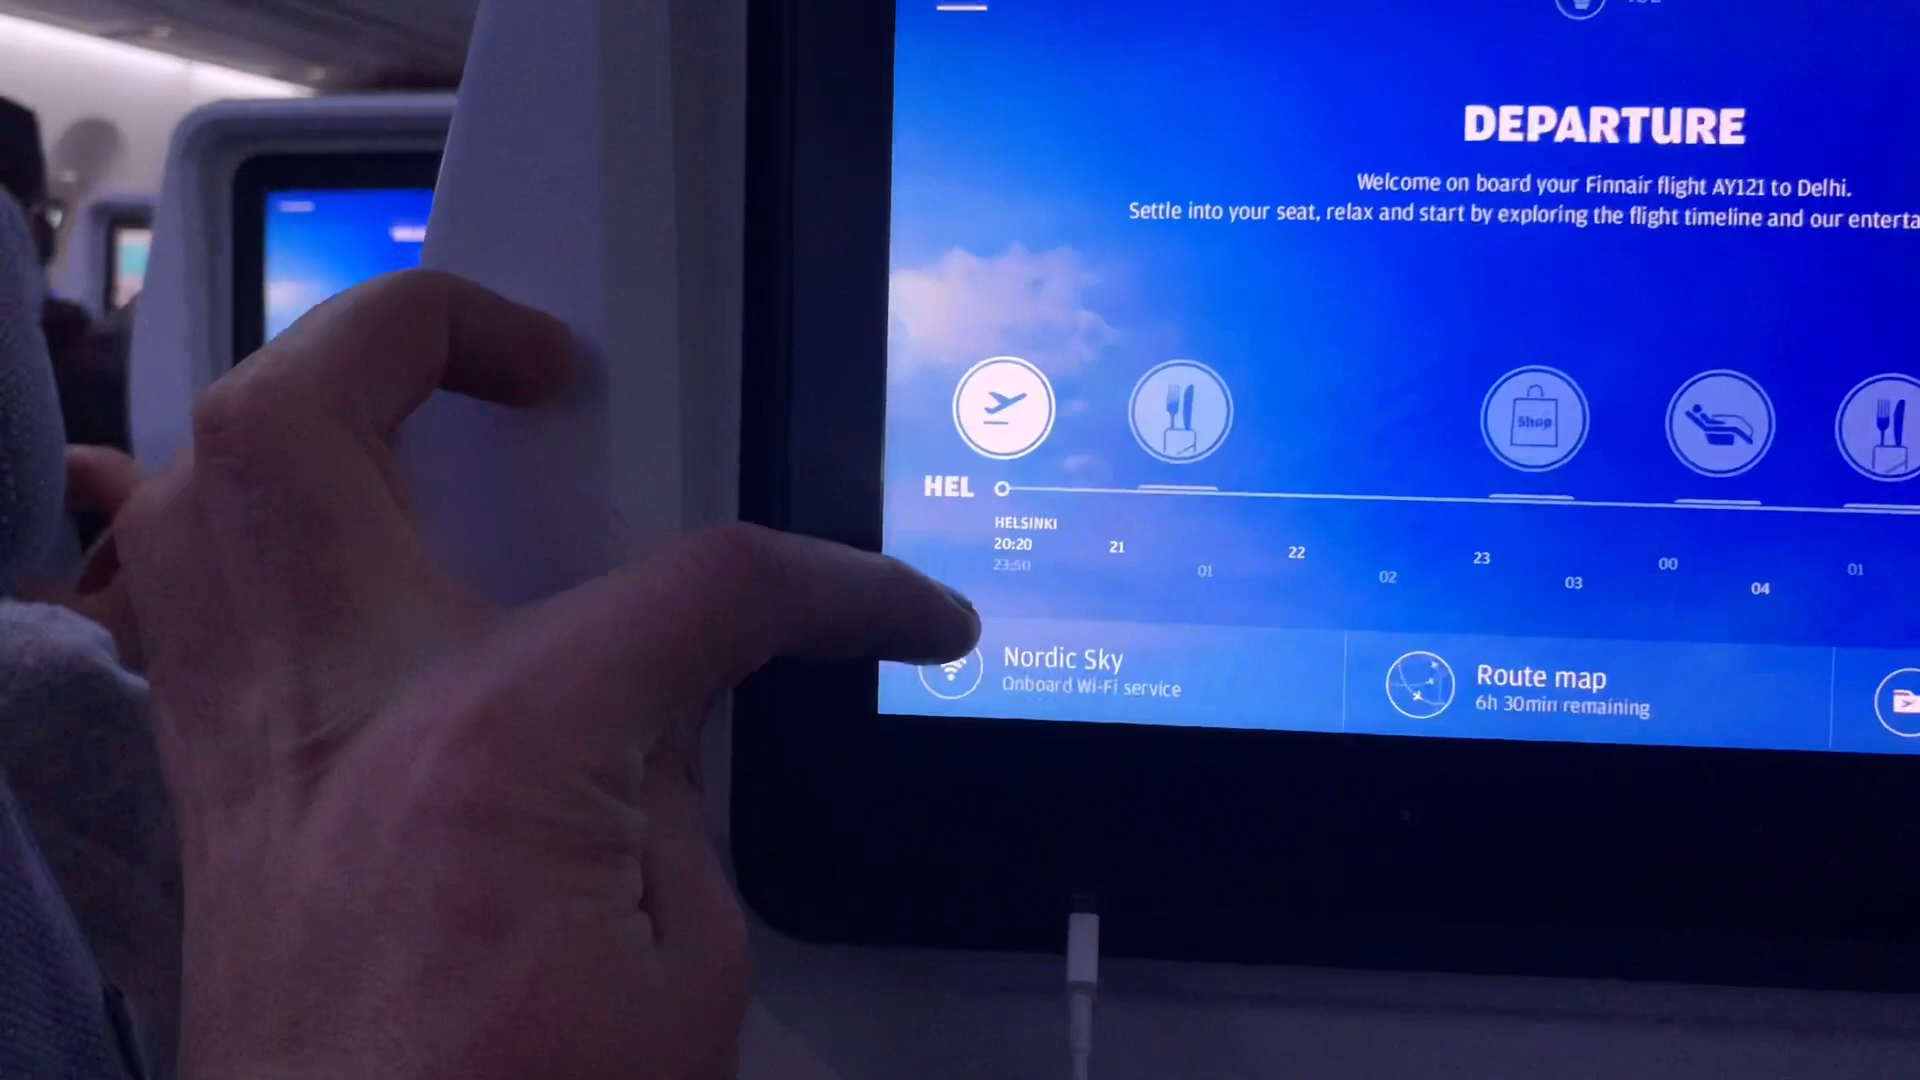 DEPARTURE
Welcome on board your Finnair flight AY121 to Delhi.
Settle into your seat, relax and start by exploring the flight timeline and our
Shop
HEL
HELSINKI
20:20
23:50
21 22 23 00
01 02 03 04 01
Nordic Sky
Onboard Wi-Fi service
Route map
6h 30min remaining